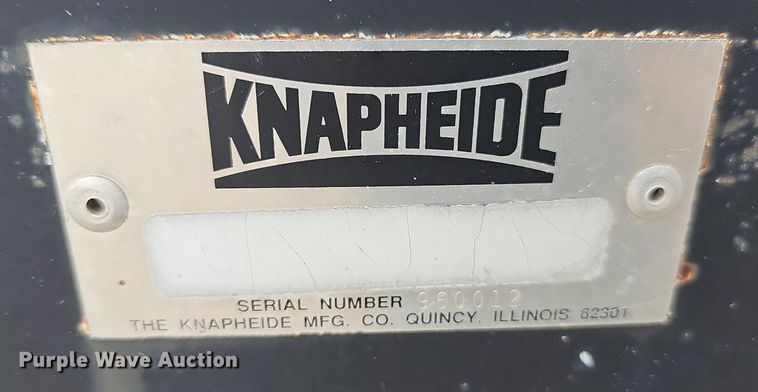 KNAPHEIDE
SERIAL NUMBER 960012
THE KNAPHEIDE MFG. CO. QUINCY, ILLINOIS 62301
Purple Wave Auction